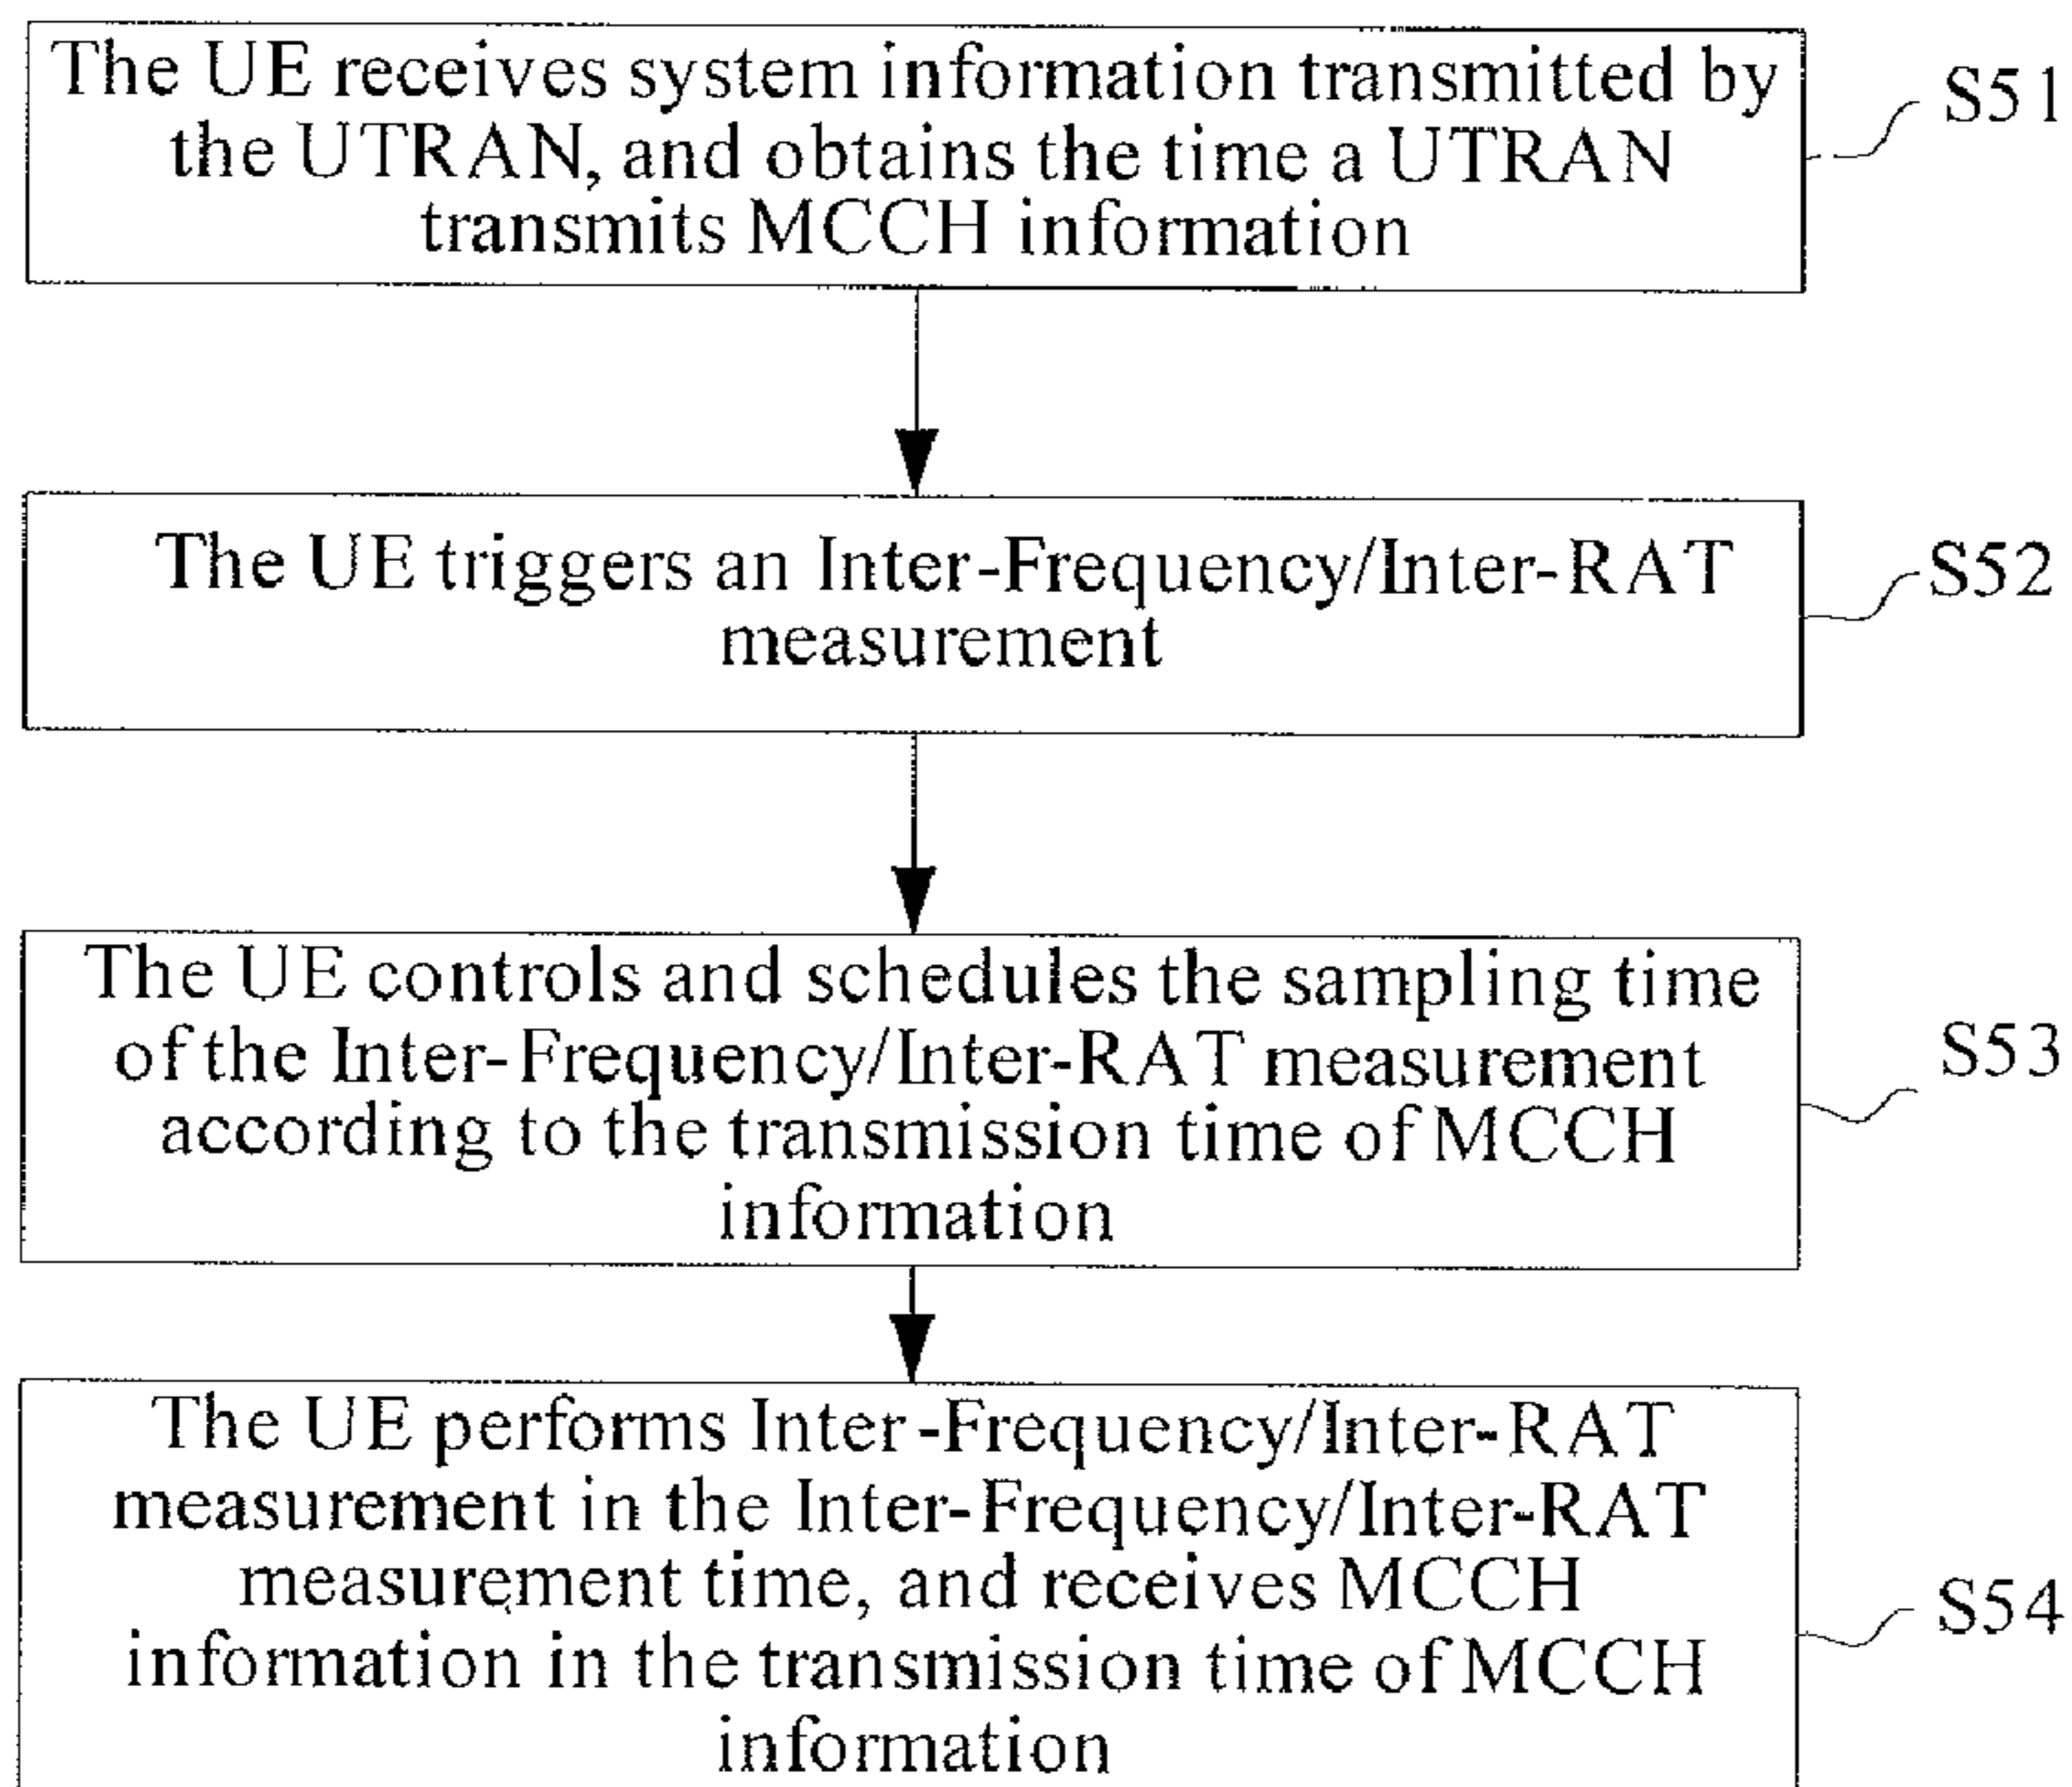 The UE receives system information transmitted by
the UTRAN, and obtains the time a UTRAN
transmits MCCH information
S51
The UE triggers an Inter-Frequency/Inter-RAT
measurement
S52
The UE controls and schedules the sampling time
of the Inter-Frequency/Inter-RAT measurement
according to the transmission time of MCCH
information
S53
The UE performs Inter-Frequency/Inter-RAT
measurement in the Inter-Frequency/Inter-RAT
measurement time, and receives MCCH
information in the transmission time of MCCH
information
S54